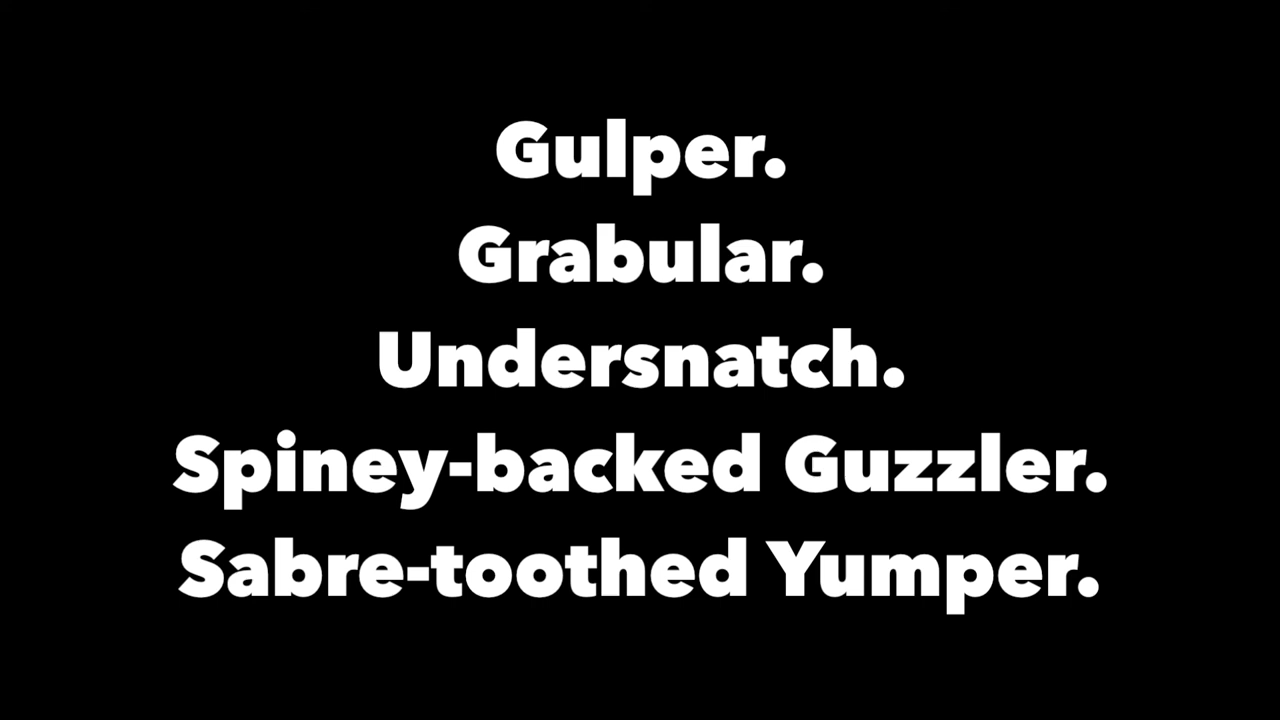 Gulper.
Grabular.
Undersnatch.
Spiney-backed Guzzler.
Sabre-toothed Yumper.